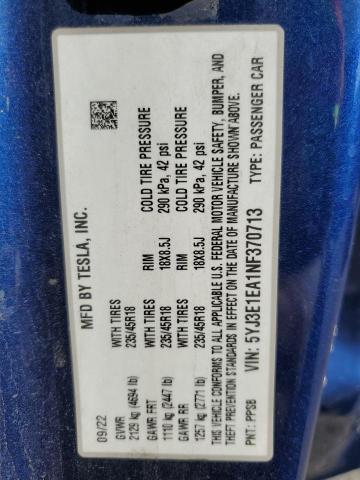 MFD BY TESLA, INC.
09/22
GVWR WITH TIRES RIM COLD TIRE PRESSURE
2129 kg (4694 lb) 235/45R18 18X8.5J 290 kPa, 42 psi
GAWR FRT WITH TIRES RIM COLD TIRE PRESSURE
1110 kg (2447 lb) 235/45R18 18X8.5J 290 kPa, 42 psi
GAWR RR
1257 kg (2771 lb) 235/45R18
THIS VEHICLE CONFORMS TO ALL APPLICABLE U.S. FEDERAL MOTOR VEHICLE SAFETY, BUMPER, AND
THEFT PREVENTION STANDARDS IN EFFECT ON THE DATE OF MANUFACTURE SHOWN ABOVE.
VIN: 5YJ3E1EA1NF370713 TYPE: PASSENGER CAR
PNT: PPSB